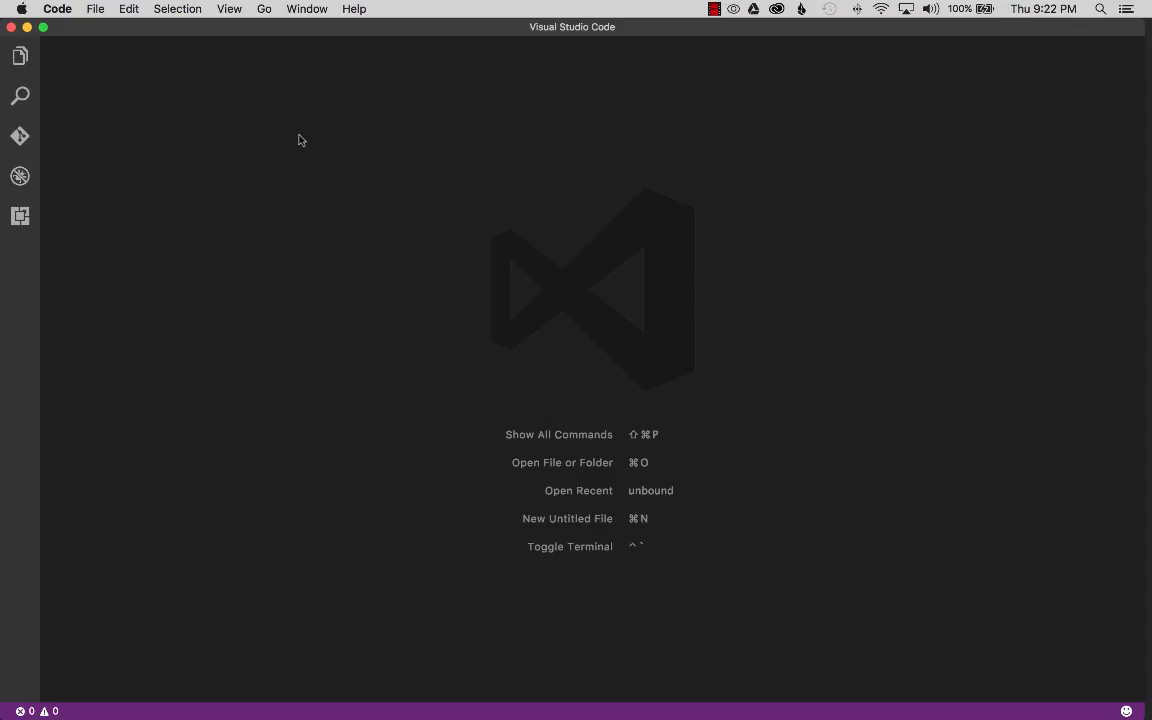 Code File Edit Selection View Go Window Help 100% Thu 9:22 PM
Visual Studio Code
Show All Commands ⇧⌘P
Open File or Folder ⌘O
Open Recent unbound
New Untitled File ⌘N
Toggle Terminal ^`
0 0